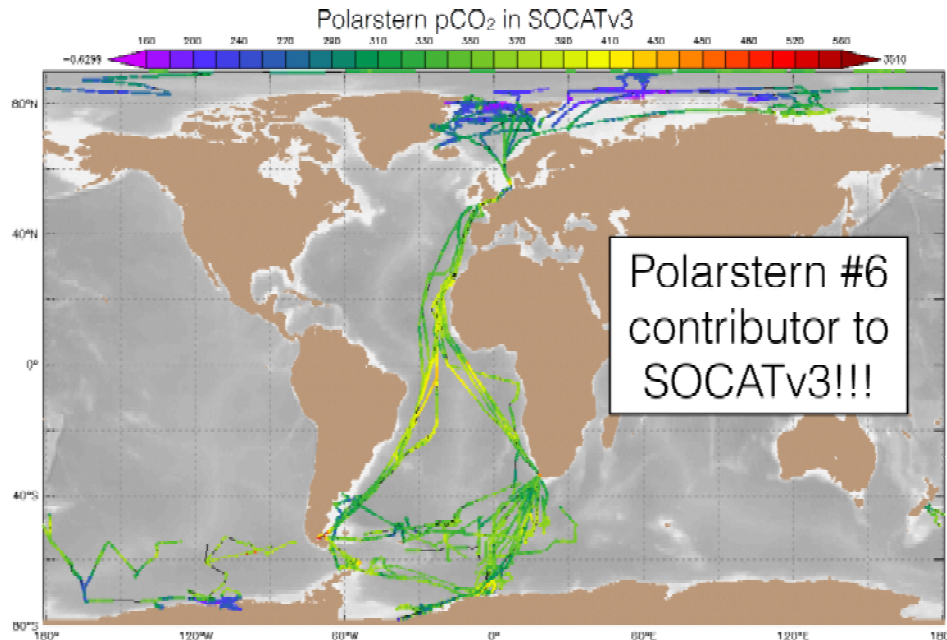 Polarstern pCO₂ in SOCATv3
160 200 240 270 290 310 330 350 370 390 410 430 450 480 520 560
-0.6299 3510
80°N
40°N
0°
40°S
80°S
180° 120°W 60°W 0° 60°E 120°E 180°
Polarstern #6
contributor to
SOCATv3!!!